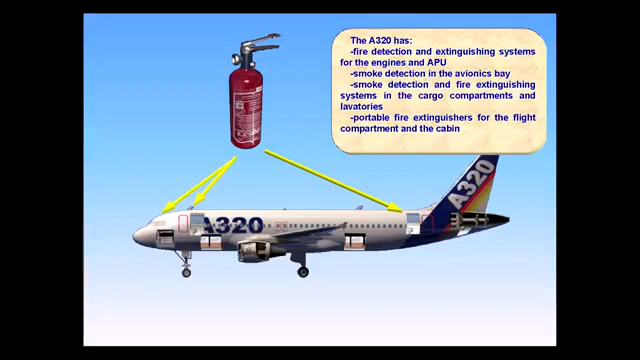 The A320 has:
-fire detection and extinguishing systems
for the engines and APU
-smoke detection in the avionics bay
-smoke detection and fire extinguishing
systems in the cargo compartments and
lavatories
-portable fire extinguishers for the flight
compartment and the cabin
A320
A320